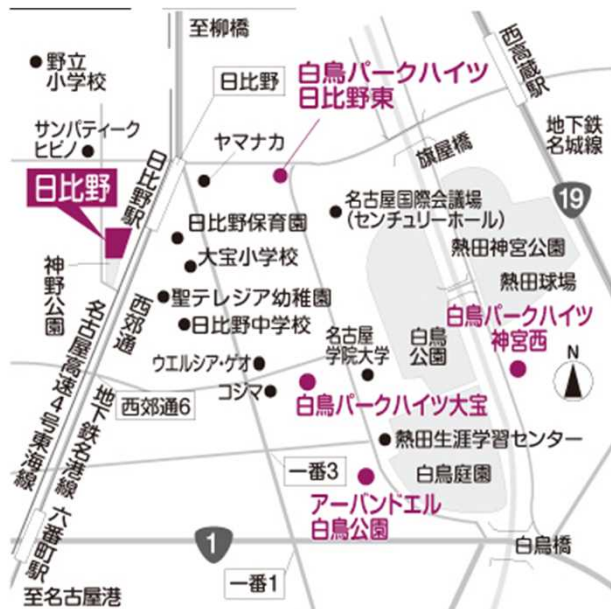 至柳橋
野立
小学校
日比野
白鳥パークハイツ
日比野東
西高蔵駅
サンパティーク
ヒビノ
ヤマナカ
旗屋橋
地下鉄
名城線
日比野駅
日比野
19
名古屋国際会議場
(センチュリーホール)
日比野保育園
大宝小学校
熱田神宮公園
熱田球場
神野公園
西郊通
聖テレジア幼稚園
日比野中学校
名古屋
学院大学
白鳥
公園
白鳥パークハイツ
神宮西
N
ウエルシア・ゲオ
コジマ
西郊通6
白鳥パークハイツ大宝
名古屋高速4号東海線
地下鉄名港線
熱田生涯学習センター
一番3
白鳥庭園
アーバンドエル
白鳥公園
六番町駅
1
白鳥橋
一番1
至名古屋港